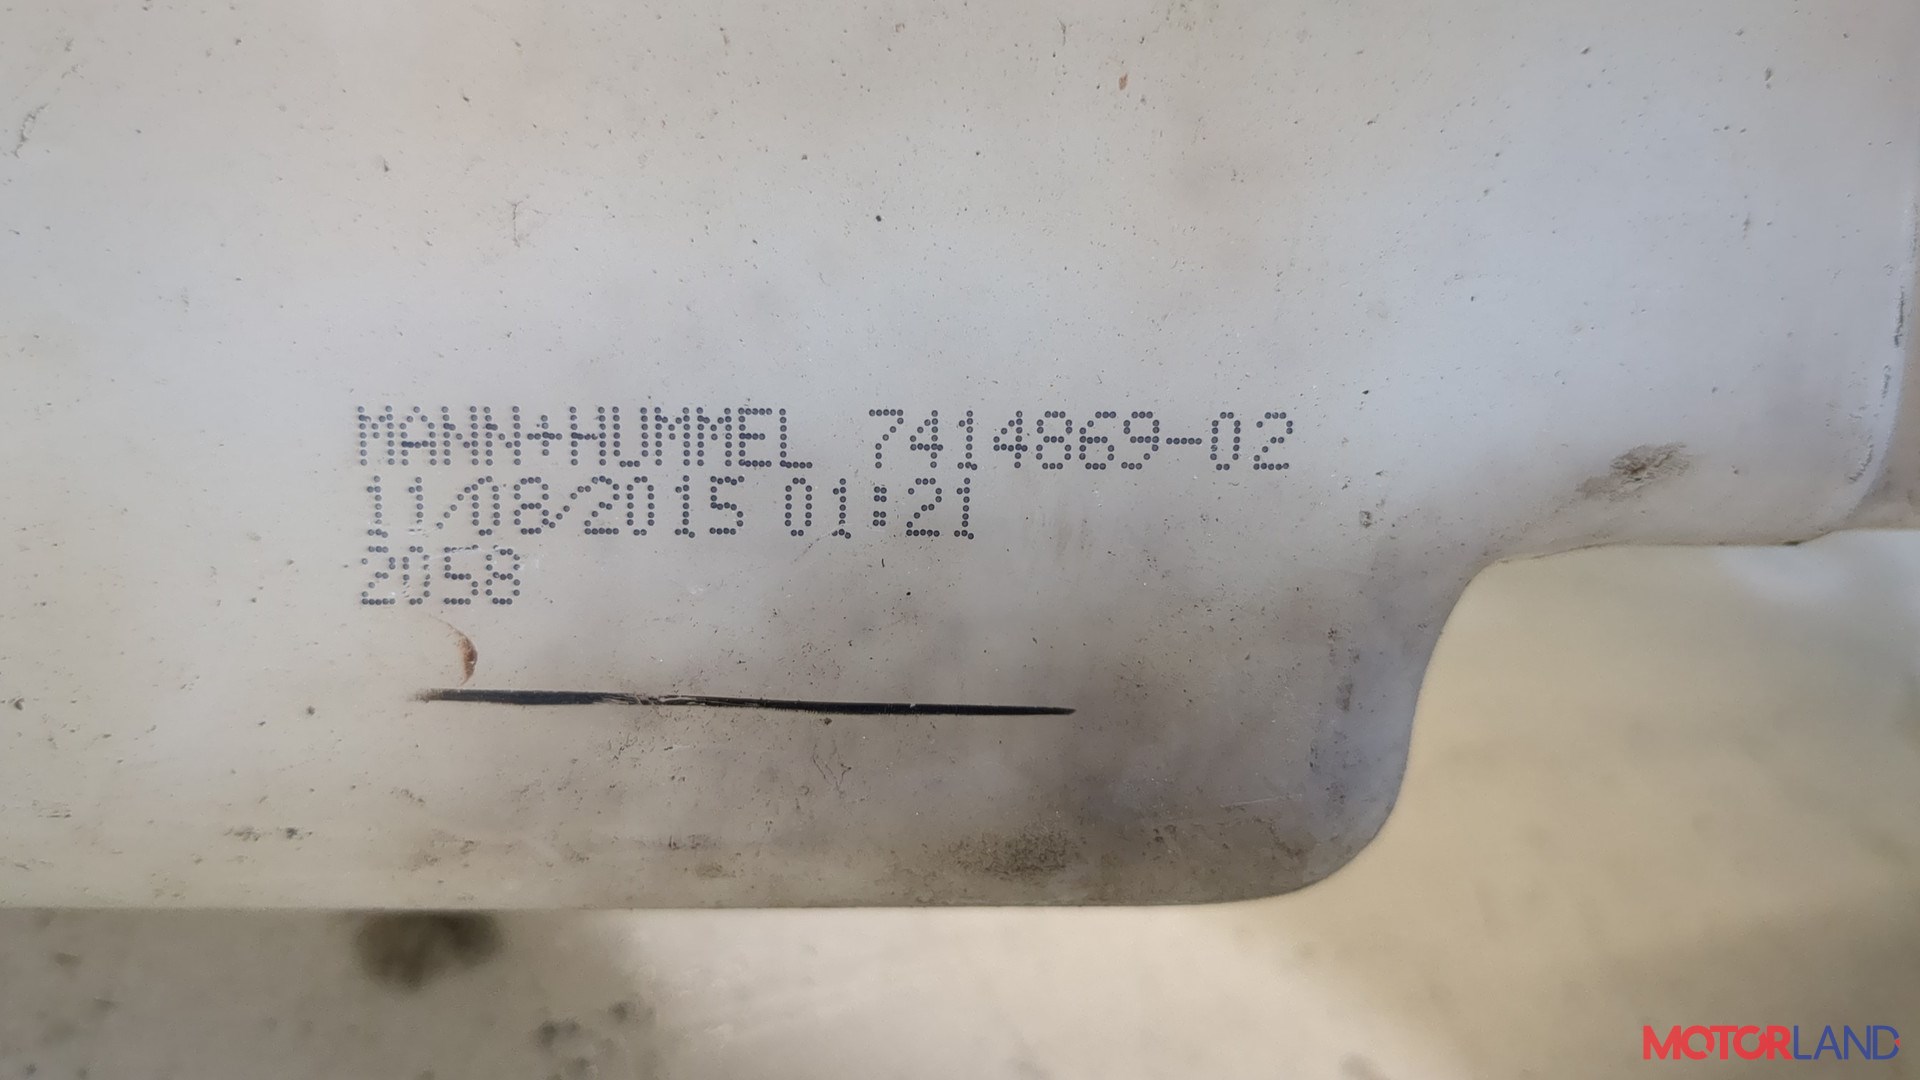 MANN+HUMMEL 7414869-02
11/08/2015 01:21
2058
MOTORLAND